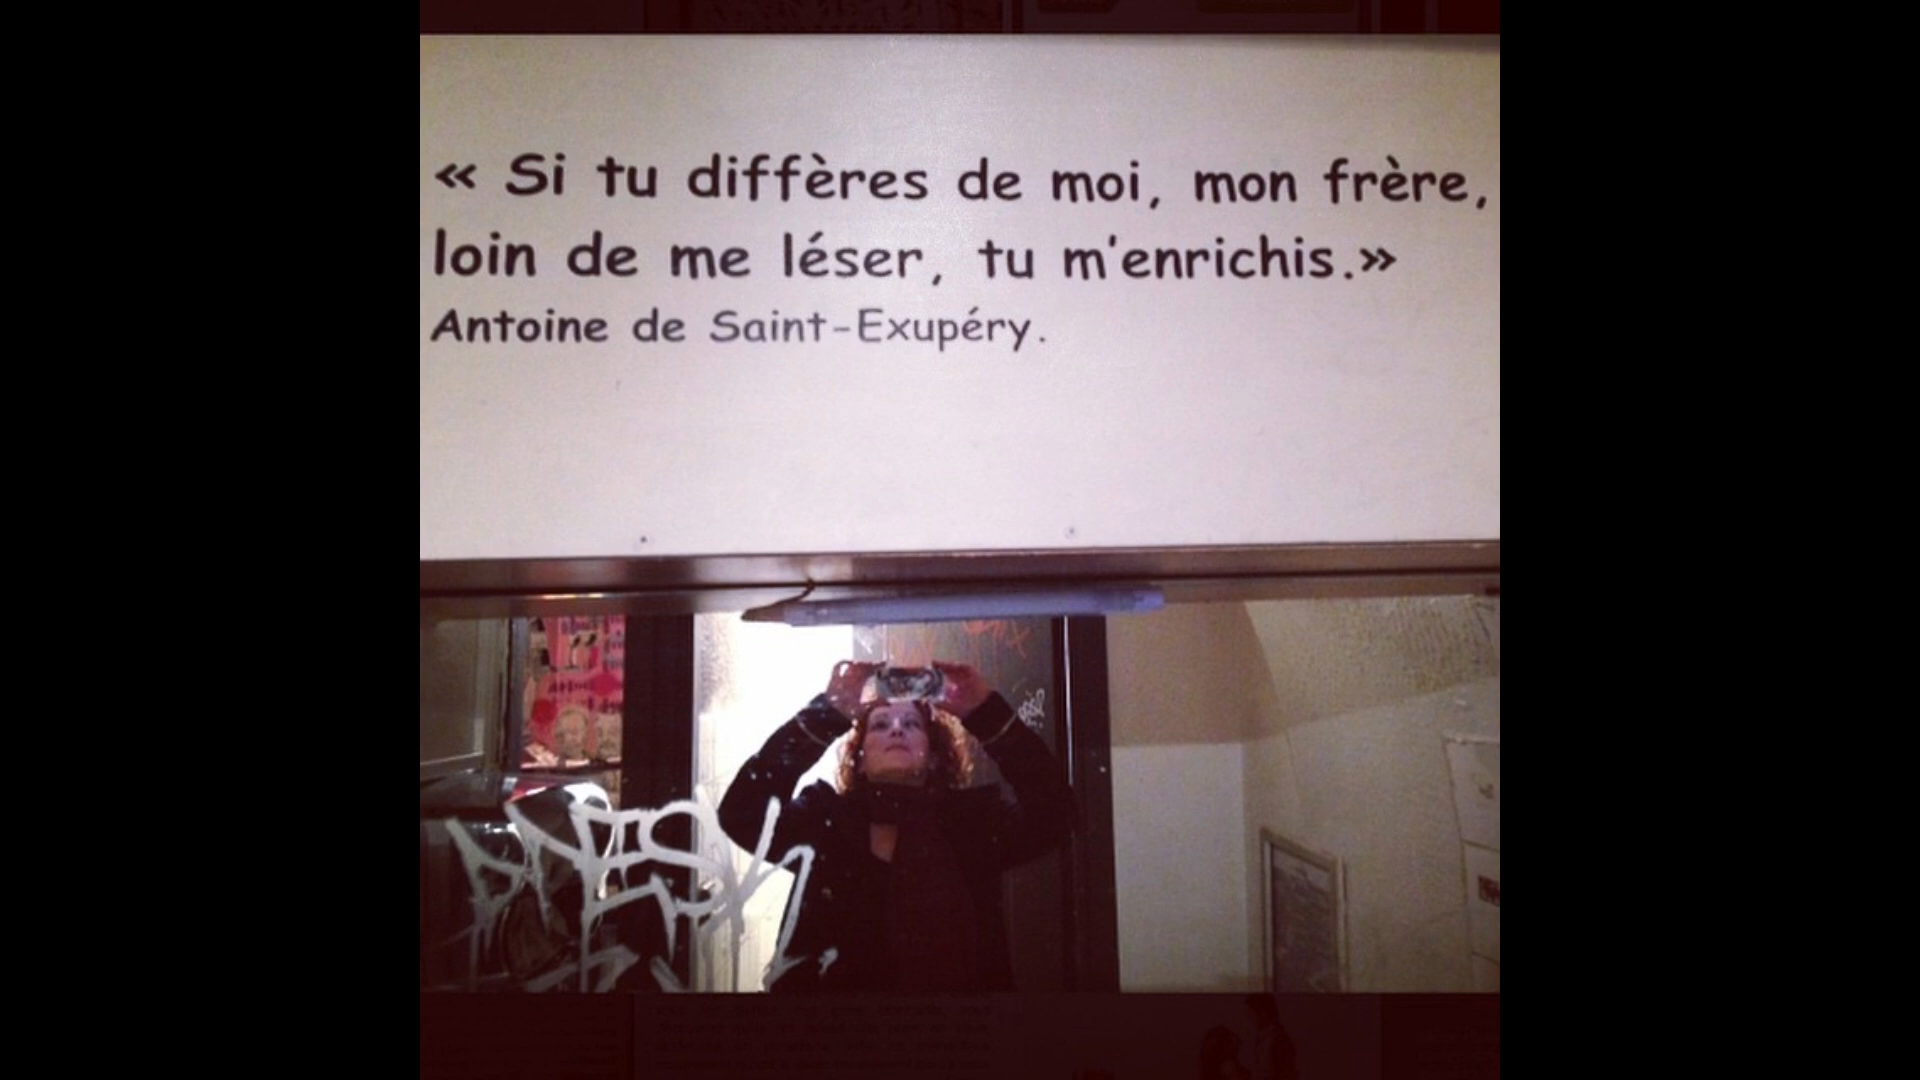 « Si tu diffères de moi, mon frère,
loin de me léser, tu m'enrichis.»
Antoine de Saint-Exupéry.